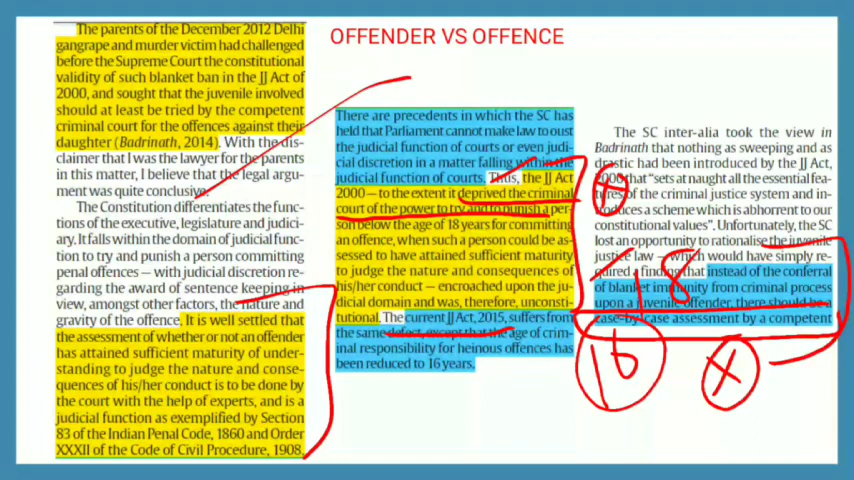 OFFENDER VS OFFENCE
The parents of the December 2012 Delhi
gangrape and murder victim had challenged
before the Supreme Court the constitutional
validity of such blanket ban in the JJ Act of
2000, and sought that the juvenile involved
should at least be tried by the competent
criminal court for the offences against their
daughter (Badrinath, 2014). With the dis-
claimer that I was the lawyer for the parents
in this matter, I believe that the legal argu-
ment was quite conclusive.
The Constitution differentiates the func-
tions of the executive, legislature and judici-
ary. It falls within the domain of judicial func-
tion to try and punish a person committing
penal offences — with judicial discretion re-
garding the award of sentence keeping in
view, amongst other factors, the nature and
gravity of the offence. It is well settled that
the assessment of whether or not an offender
has attained sufficient maturity of under-
standing to judge the nature and conse-
quences of his/her conduct is to be done by
the court with the help of experts, and is a
judicial function as exemplified by Section
83 of the Indian Penal Code, 1860 and Order
XXXII of the Code of Civil Procedure, 1908.
There are precedents in which the SC has
held that Parliament cannot make law to oust
the judicial function of courts or even judi-
cial discretion in a matter falling within the
judicial function of courts. Thus, the JJ Act
2000 — to the extent it deprived the criminal
court of the power to try and to punish a per-
son below the age of 18 years for committing
an offence, when such a person could be as-
sessed to have attained sufficient maturity
to judge the nature and consequences of
his/her conduct — encroached upon the ju-
dicial domain and was, therefore, unconsti-
tutional. The current JJ Act, 2015, suffers from
the same defect, except that the age of crim-
inal responsibility for heinous offences has
been reduced to 16 years.
The SC inter-alia took the view in
Badrinath that nothing as sweeping and as
drastic had been introduced by the JJ Act,
2000 that "sets at naught all the essential fea-
tures of the criminal justice system and in-
troduces a scheme which is abhorrent to our
constitutional values". Unfortunately, the SC
lost an opportunity to rationalise the juvenile
justice law — which would have simply re-
quired a finding that instead of the conferral
of blanket immunity from criminal process
upon a juvenile offender, there should be a
case-by-case assessment by a competent
18
16